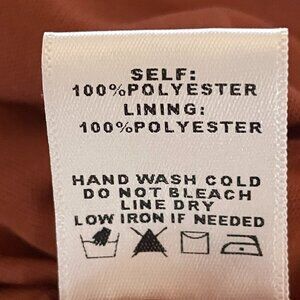 SELF:
100%POLYESTER
LINING:
100%POLYESTER
HAND WASH COLD
DO NOT BLEACH
LINE DRY
LOW IRON IF NEEDED